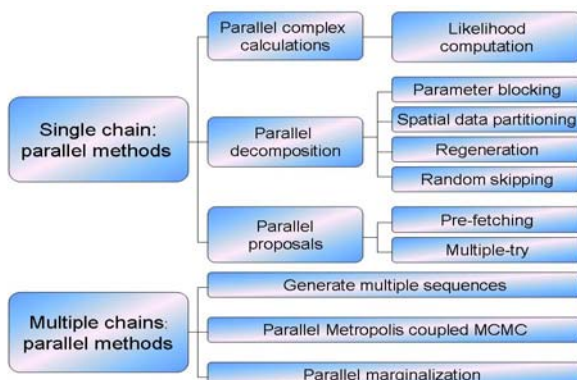 Parallel complex
calculations
Likelihood
computation
Single chain:
parallel methods
Parallel
decomposition
Parameter blocking
Spatial data partitioning
Regeneration
Random skipping
Parallel
proposals
Pre-fetching
Multiple-try
Multiple chains:
parallel methods
Generate multiple sequences
Parallel Metropolis coupled MCMC
Parallel marginalization